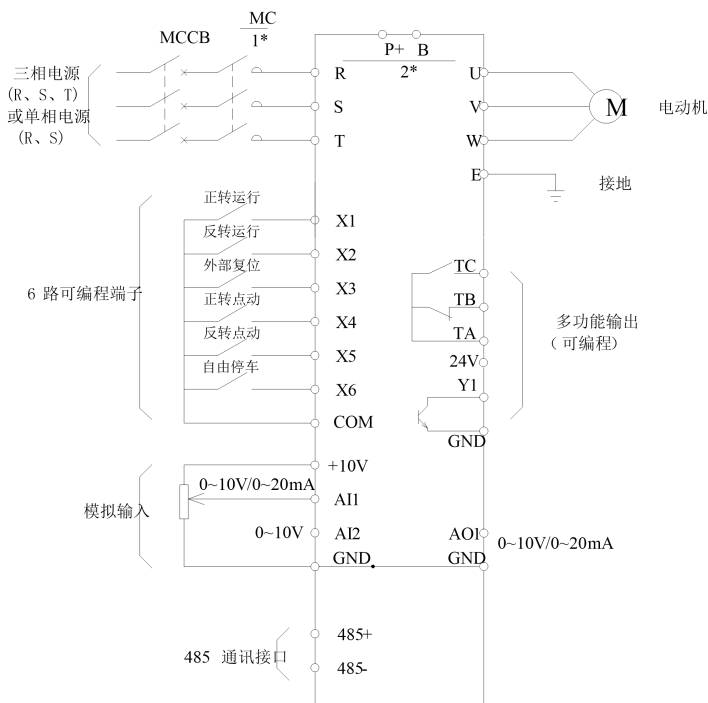 MCCB
MC
1*
P+ B
2*
三相电源
(R、S、T)
或单相电源
(R、S)
R
S
T
U
V
W
E
M
电动机
接地
6 路可编程端子
正转运行
反转运行
外部复位
正转点动
反转点动
自由停车
X1
X2
X3
X4
X5
X6
COM
TC
TB
TA
24V
Y1
GND
多功能输出
（可编程）
模拟输入
+10V
0~10V/0~20mA
AI1
0~10V
AI2
GND
AO1
GND
0~10V/0~20mA
485 通讯接口
485+
485-